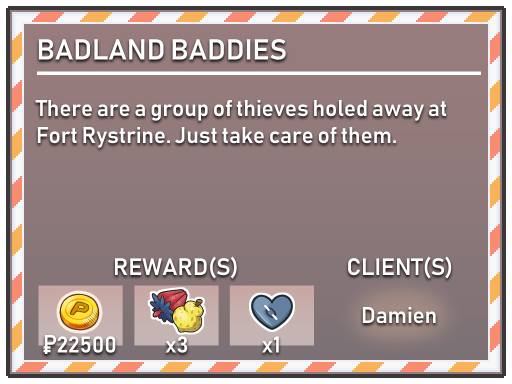 BADLAND BADDIES
There are a group of thieves holed away at
Fort Rystrine. Just take care of them.
REWARD(S)
CLIENT(S)
₽22500
x3
x1
Damien